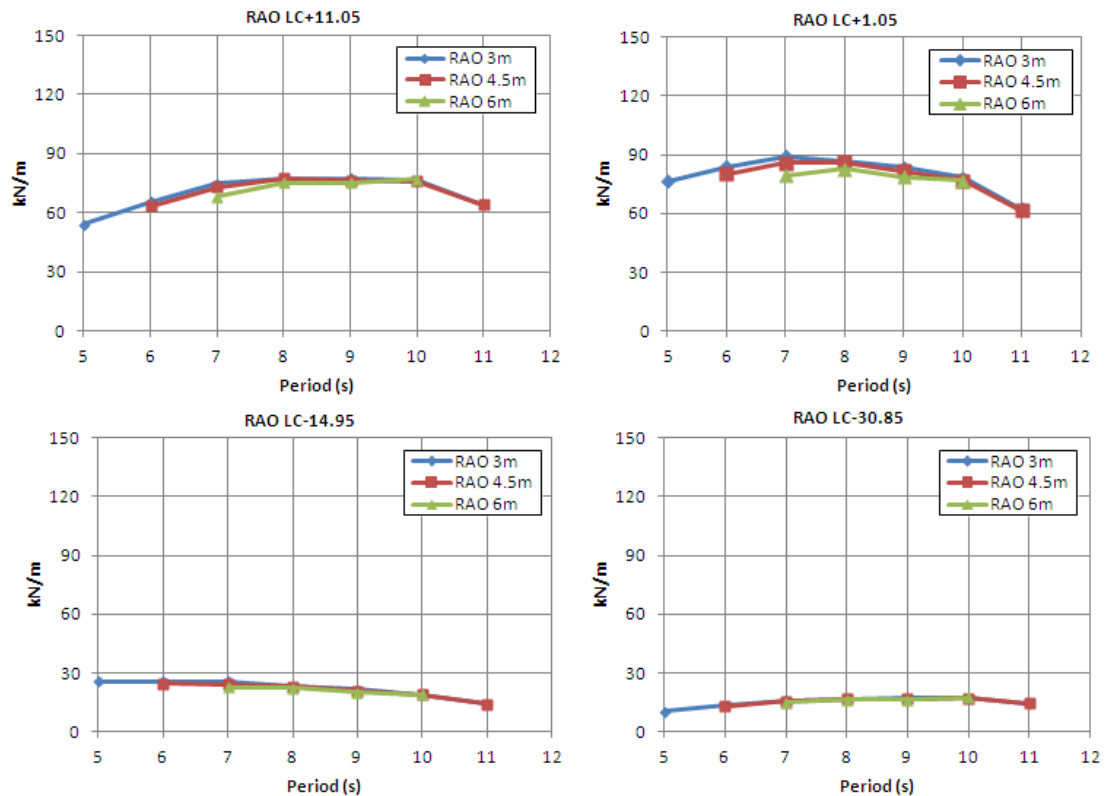 RAO LC+11.05
150
120
90
60
30
0
kN/m
RAO 3m
RAO 4.5m
RAO 6m
5 6 7 8 9 10 11 12
Period (s)
RAO LC+1.05
150
120
90
60
30
0
kN/m
RAO 3m
RAO 4.5m
RAO 6m
5 6 7 8 9 10 11 12
Period (s)
RAO LC-14.95
150
120
90
60
30
0
kN/m
RAO 3m
RAO 4.5m
RAO 6m
5 6 7 8 9 10 11 12
Period (s)
RAO LC-30.85
150
120
90
60
30
0
kN/m
RAO 3m
RAO 4.5m
RAO 6m
5 6 7 8 9 10 11 12
Period (s)